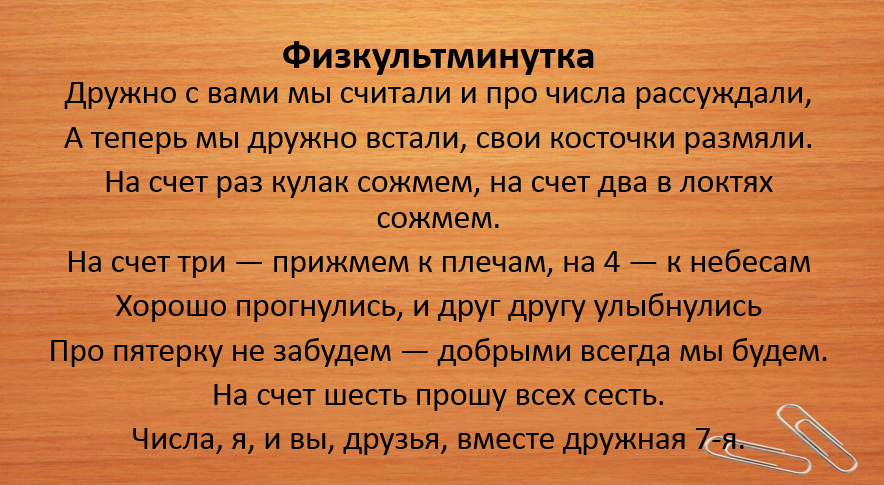 Физкультминутка
Дружно с вами мы считали и про числа рассуждали,
А теперь мы дружно встали, свои косточки размяли.
На счет раз кулак сожмем, на счет два в локтях
сожмем.
На счет три — прижмем к плечам, на 4 — к небесам
Хорошо прогнулись, и друг другу улыбнулись
Про пятерку не забудем — добрыми всегда мы будем.
На счет шесть прошу всех сесть.
Числа, я, и вы, друзья, вместе дружная 7-я.